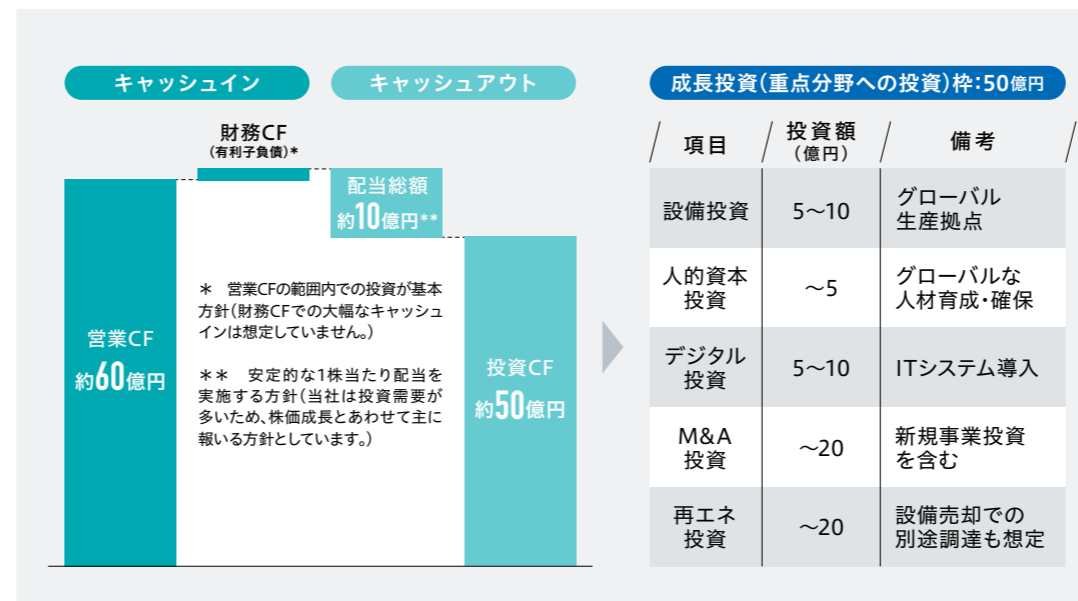 キャッシュイン
キャッシュアウト
財務CF
(有利子負債)*
配当総額
約10億円**
営業CF
約60億円
* 営業CFの範囲内での投資が基本
方針(財務CFでの大幅なキャッシュ
インは想定していません。)
** 安定的な1株当たり配当を
実施する方針(当社は投資需要が
多いため、株価成長とあわせて主に
報いる方針としています。)
投資CF
約50億円
成長投資(重点分野への投資)枠:50億円
項目 投資額 備考
(億円)
設備投資 5〜10 グローバル
生産拠点
人的資本 〜5 グローバルな
投資 人材育成・確保
デジタル 5〜10 ITシステム導入
投資
M&A 〜20 新規事業投資
投資 を含む
再エネ 〜20 設備売却での
投資 別途調達も想定